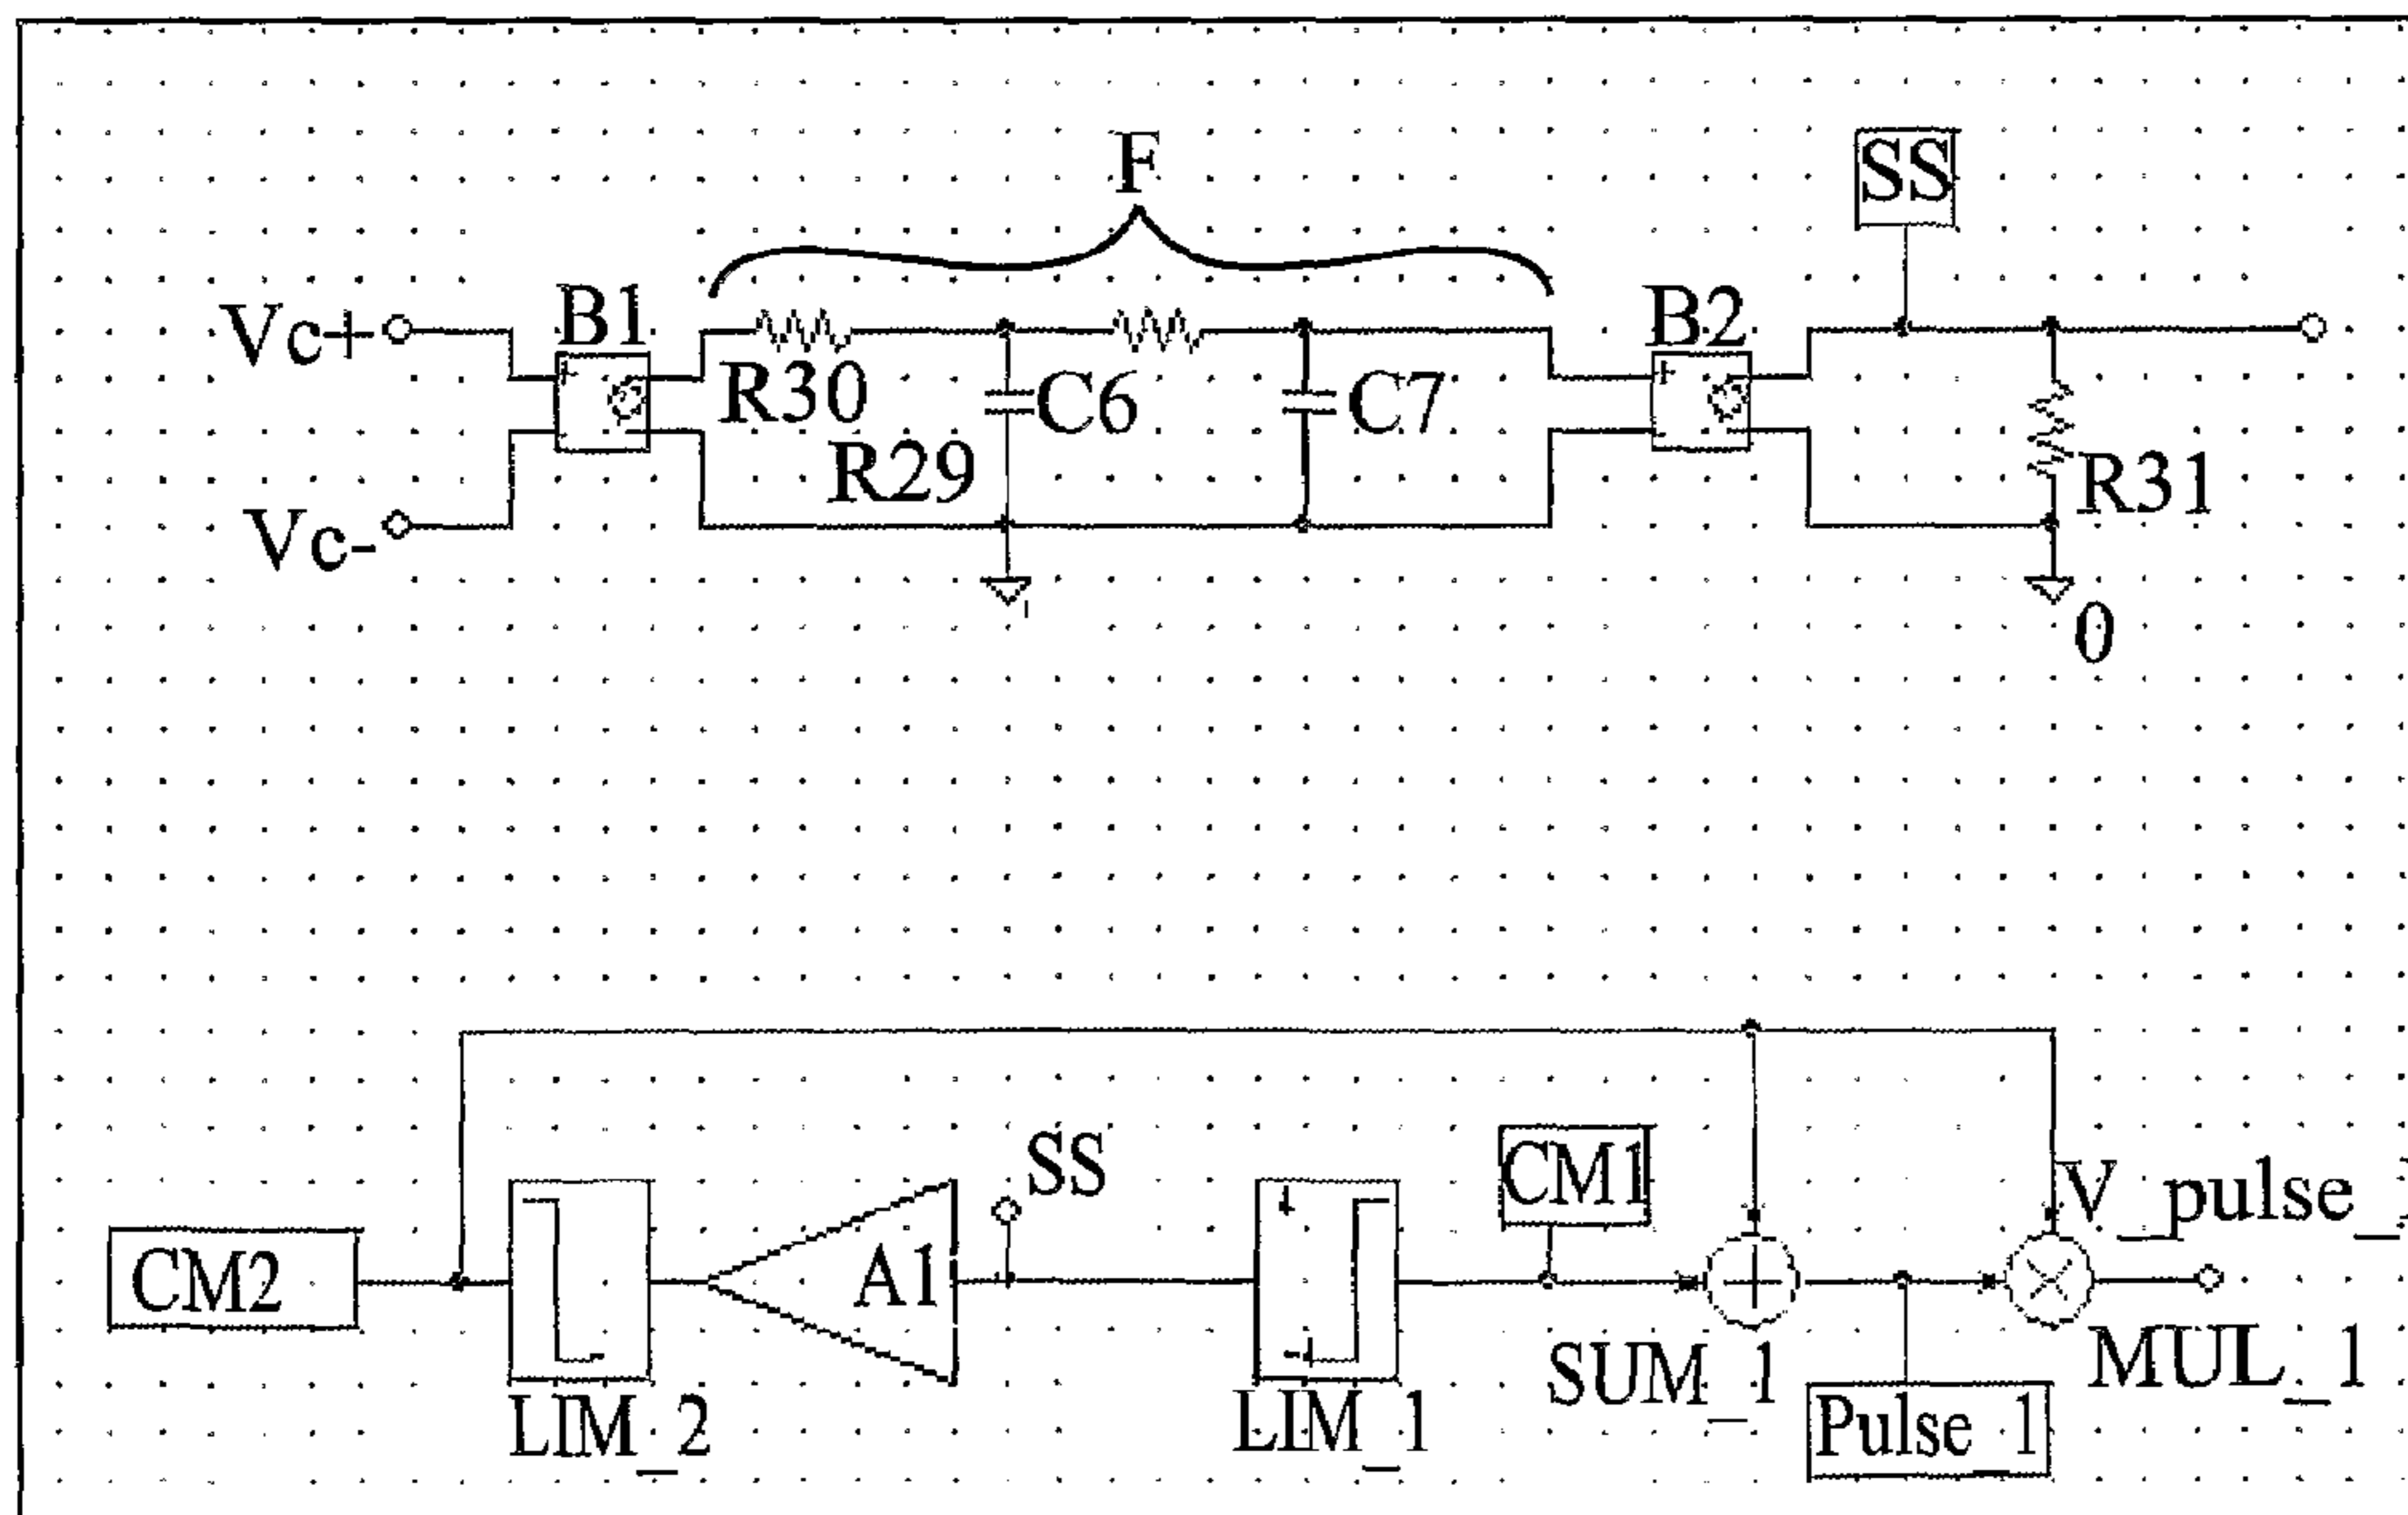 F
SS
Vc+
B1
B2
R30
C6
C7
R29
R31
Vc-
0
SS
CM1
V_pulse_
CM2
A1
SUM_1
MUL_1
LIM_2
LIM_1
Pulse_1